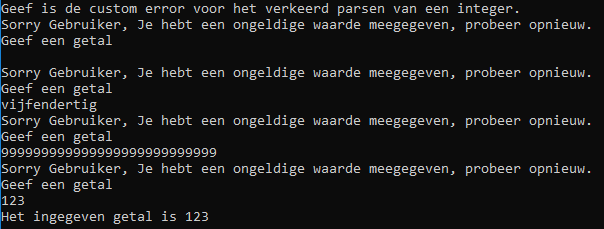 Geef is de custom error voor het verkeerd parsen van een integer.
Sorry Gebruiker, Je hebt een ongeldige waarde meegegeven, probeer opnieuw.
Geef een getal

Sorry Gebruiker, Je hebt een ongeldige waarde meegegeven, probeer opnieuw.
Geef een getal
vijfendertig
Sorry Gebruiker, Je hebt een ongeldige waarde meegegeven, probeer opnieuw.
Geef een getal
999999999999999999999999999
Sorry Gebruiker, Je hebt een ongeldige waarde meegegeven, probeer opnieuw.
Geef een getal
123
Het ingegeven getal is 123